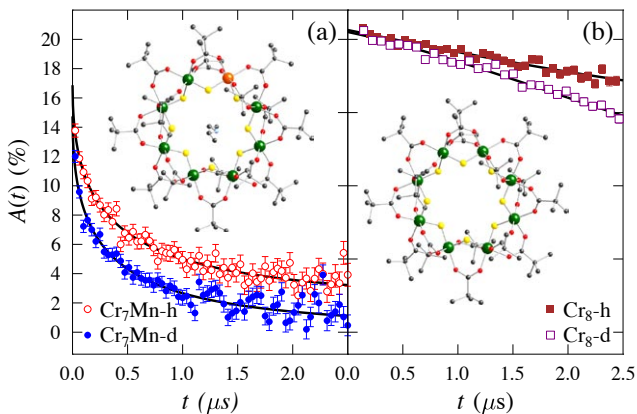 (a)
(b)
20
18
16
14
12
10
8
6
4
2
0
A(t) (%)
Cr₇Mn-h
Cr₇Mn-d
Cr₈-h
Cr₈-d
0.0 0.5 1.0 1.5 2.0 0.0 0.5 1.0 1.5 2.0 2.5
t (μs) t (μs)